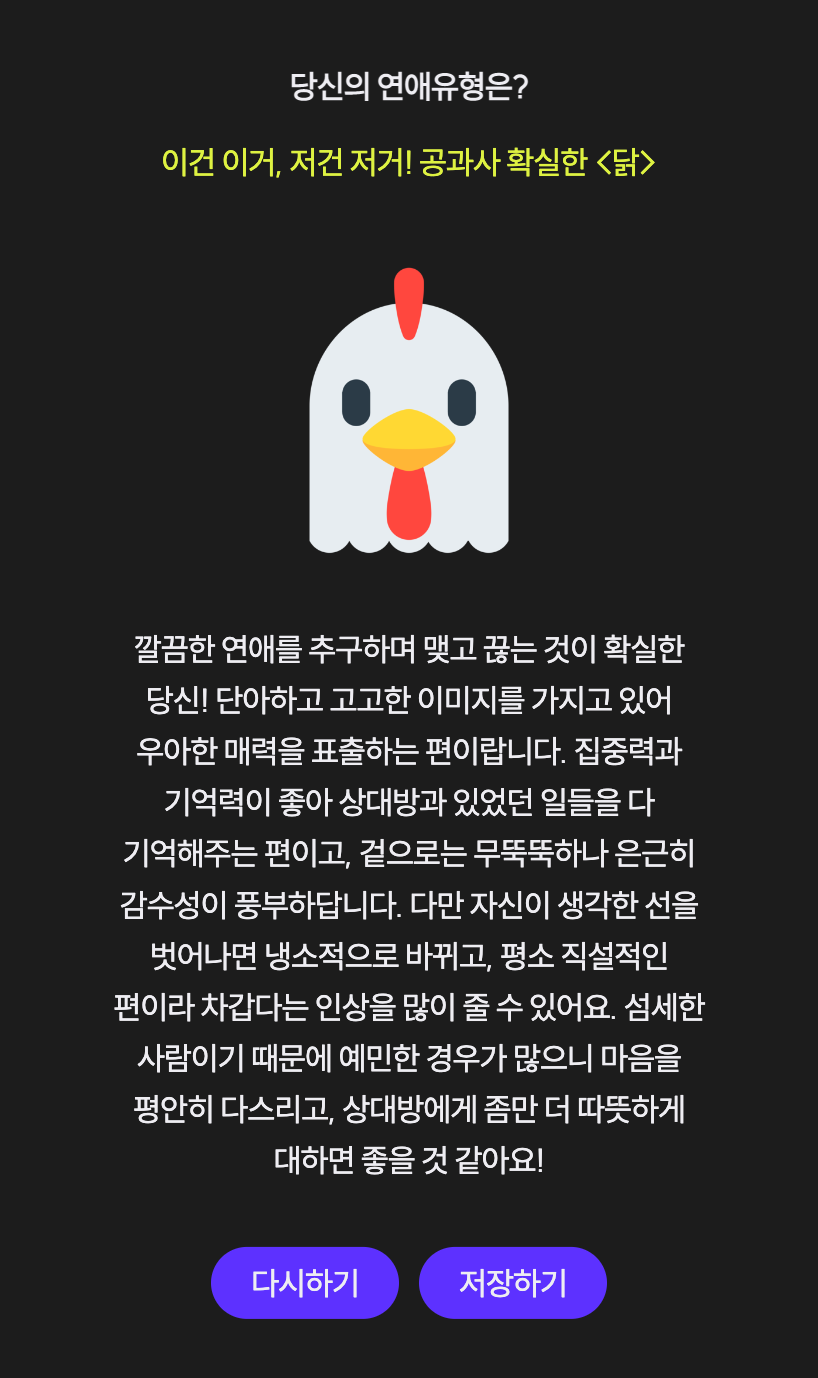 당신의 연애유형은?
이건 이거, 저건 저거! 공과사 확실한 <닭>
깔끔한 연애를 추구하며 맺고 끊는 것이 확실한
당신! 단아하고 고고한 이미지를 가지고 있어
우아한 매력을 표출하는 편이랍니다. 집중력과
기억력이 좋아 상대방과 있었던 일들을 다
기억해주는 편이고, 겉으로는 무뚝뚝하나 은근히
감수성이 풍부하답니다. 다만 자신이 생각한 선을
벗어나면 냉소적으로 바뀌고, 평소 직설적인
편이라 차갑다는 인상을 많이 줄 수 있어요. 섬세한
사람이기 때문에 예민한 경우가 많으니 마음을
평안히 다스리고, 상대방에게 좀만 더 따뜻하게
대하면 좋을 것 같아요!
다시하기 저장하기